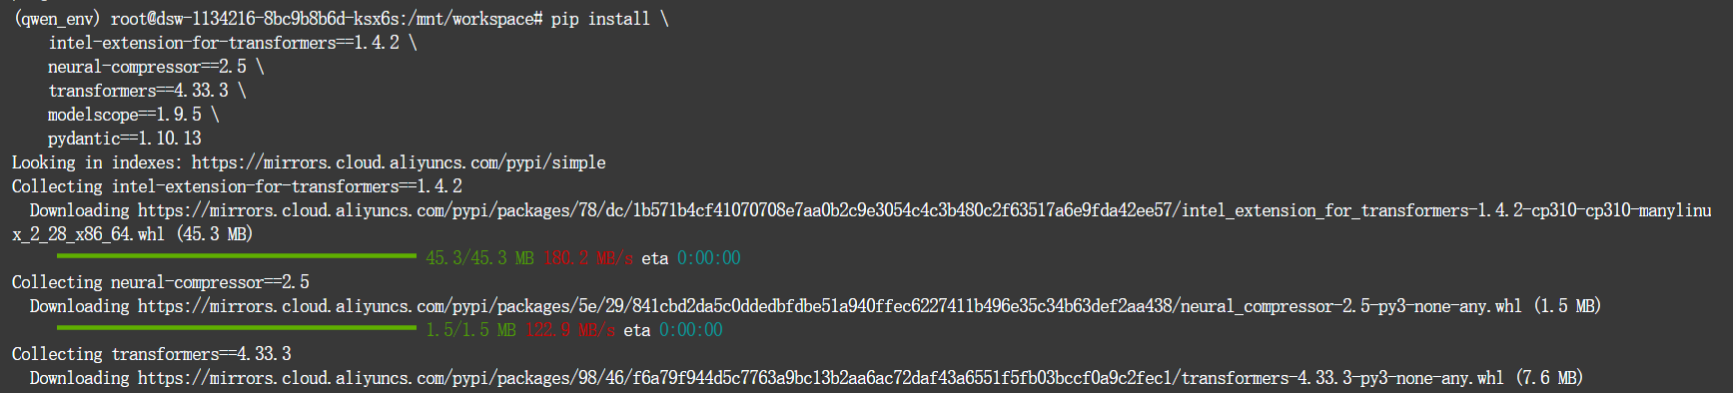 (qwen_env) root@dsw-1134216-8bc9b8b6d-ksx6s:/mnt/workspace# pip install \
    intel-extension-for-transformers==1.4.2 \
    neural-compressor==2.5 \
    transformers==4.33.3 \
    modelscope==1.9.5 \
    pydantic==1.10.13
Looking in indexes: https://mirrors.cloud.aliyuncs.com/pypi/simple
Collecting intel-extension-for-transformers==1.4.2
  Downloading https://mirrors.cloud.aliyuncs.com/pypi/packages/78/dc/1b571b4cf41070708e7aa0b2c9e3054c4c3b480c2f63517a6e9fda42ee57/intel_extension_for_transformers-1.4.2-cp310-cp310-manylinu
x_2_28_x86_64.whl (45.3 MB)
45.3/45.3 MB 180.2 MB/s eta 0:00:00
Collecting neural-compressor==2.5
  Downloading https://mirrors.cloud.aliyuncs.com/pypi/packages/5e/29/841cbd2da5c0ddedbfdbe51a940ffec6227411b496e35c34b63def2aa438/neural_compressor-2.5-py3-none-any.whl (1.5 MB)
1.5/1.5 MB 122.9 MB/s eta 0:00:00
Collecting transformers==4.33.3
  Downloading https://mirrors.cloud.aliyuncs.com/pypi/packages/98/46/f6a79f944d5c7763a9bc13b2aa6ac72daf43a6551f5fb03bccf0a9c2fec1/transformers-4.33.3-py3-none-any.whl (7.6 MB)